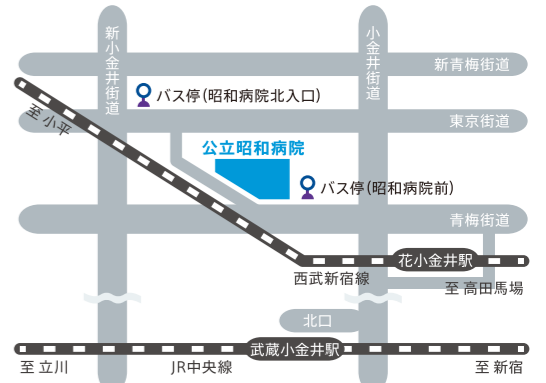 新小金井街道
小金井街道
新青梅街道
バス停(昭和病院北入口)
至 小平
東京街道
公立昭和病院
バス停(昭和病院前)
青梅街道
花小金井駅
西武新宿線
至 高田馬場
北口
武蔵小金井駅
至 立川
JR中央線
至 新宿